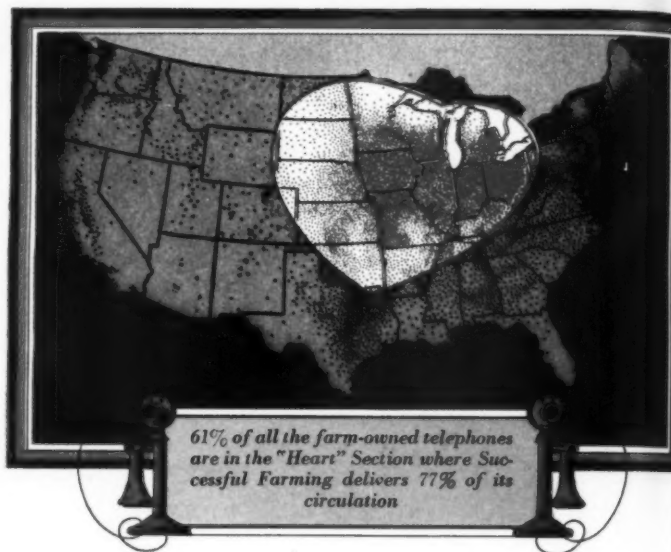 61% of all the farm-owned telephones
are in the "Heart" Section where Suc-
cessful Farming delivers 77% of its
circulation